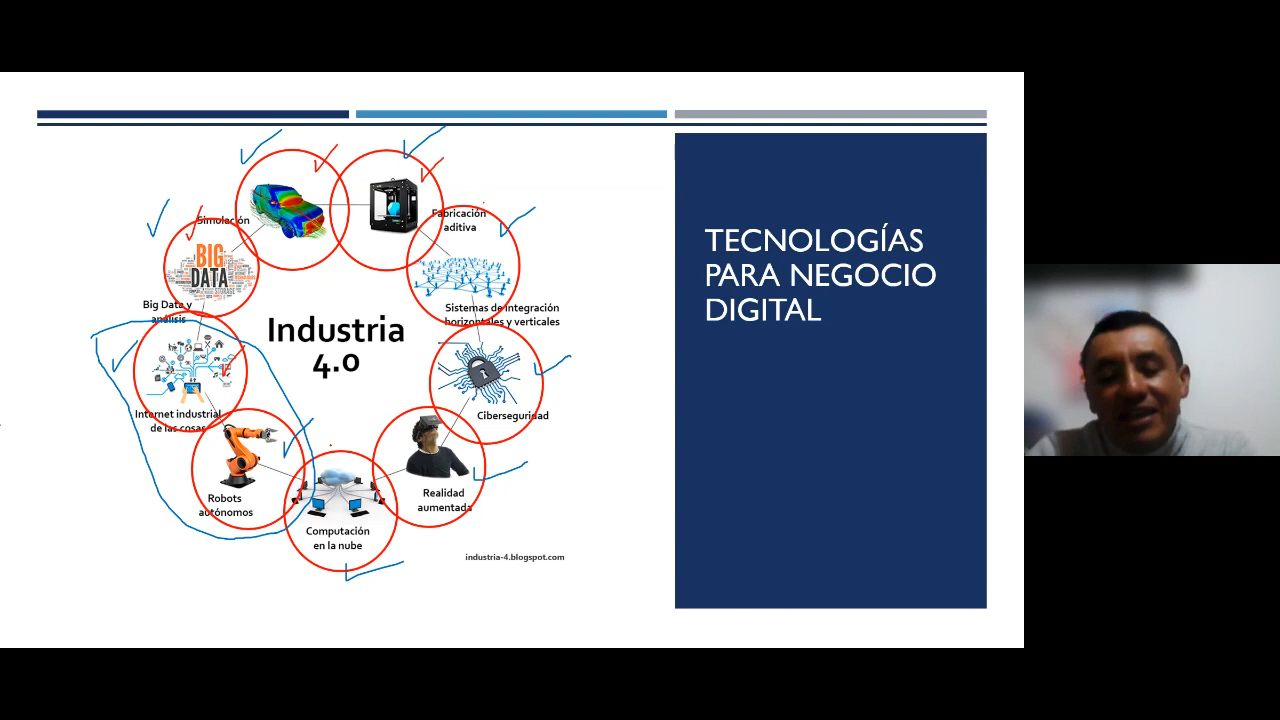 TECNOLOGÍAS
PARA NEGOCIO
DIGITAL
Industria
4.0
Simulación
Fabricación
aditiva
BIG
DATA
Big Data y
análisis
Sistemas de integración
horizontales y verticales
Internet industrial
de las cosas
Ciberseguridad
Robots
autónomos
Realidad
aumentada
Computación
en la nube
industria-4.blogspot.com